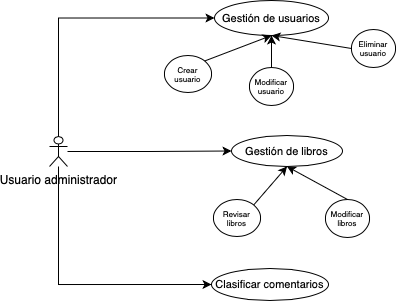 Gestión de usuarios
Eliminar
usuario
Crear
usuario
Modificar
usuario
Gestión de libros
Usuario administrador
Revisar
libros
Modificar
libros
Clasificar comentarios